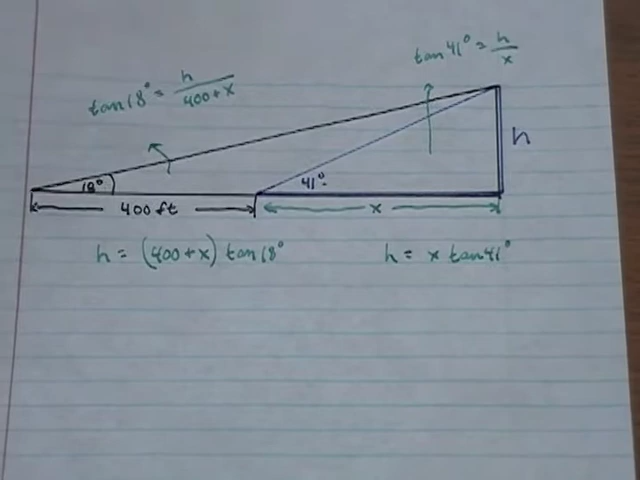 tan 41° = h/x
tan 18° = h/400+x
h
18°
41°
400 ft
x
h = (400+x) tan 18°
h = x tan 41°